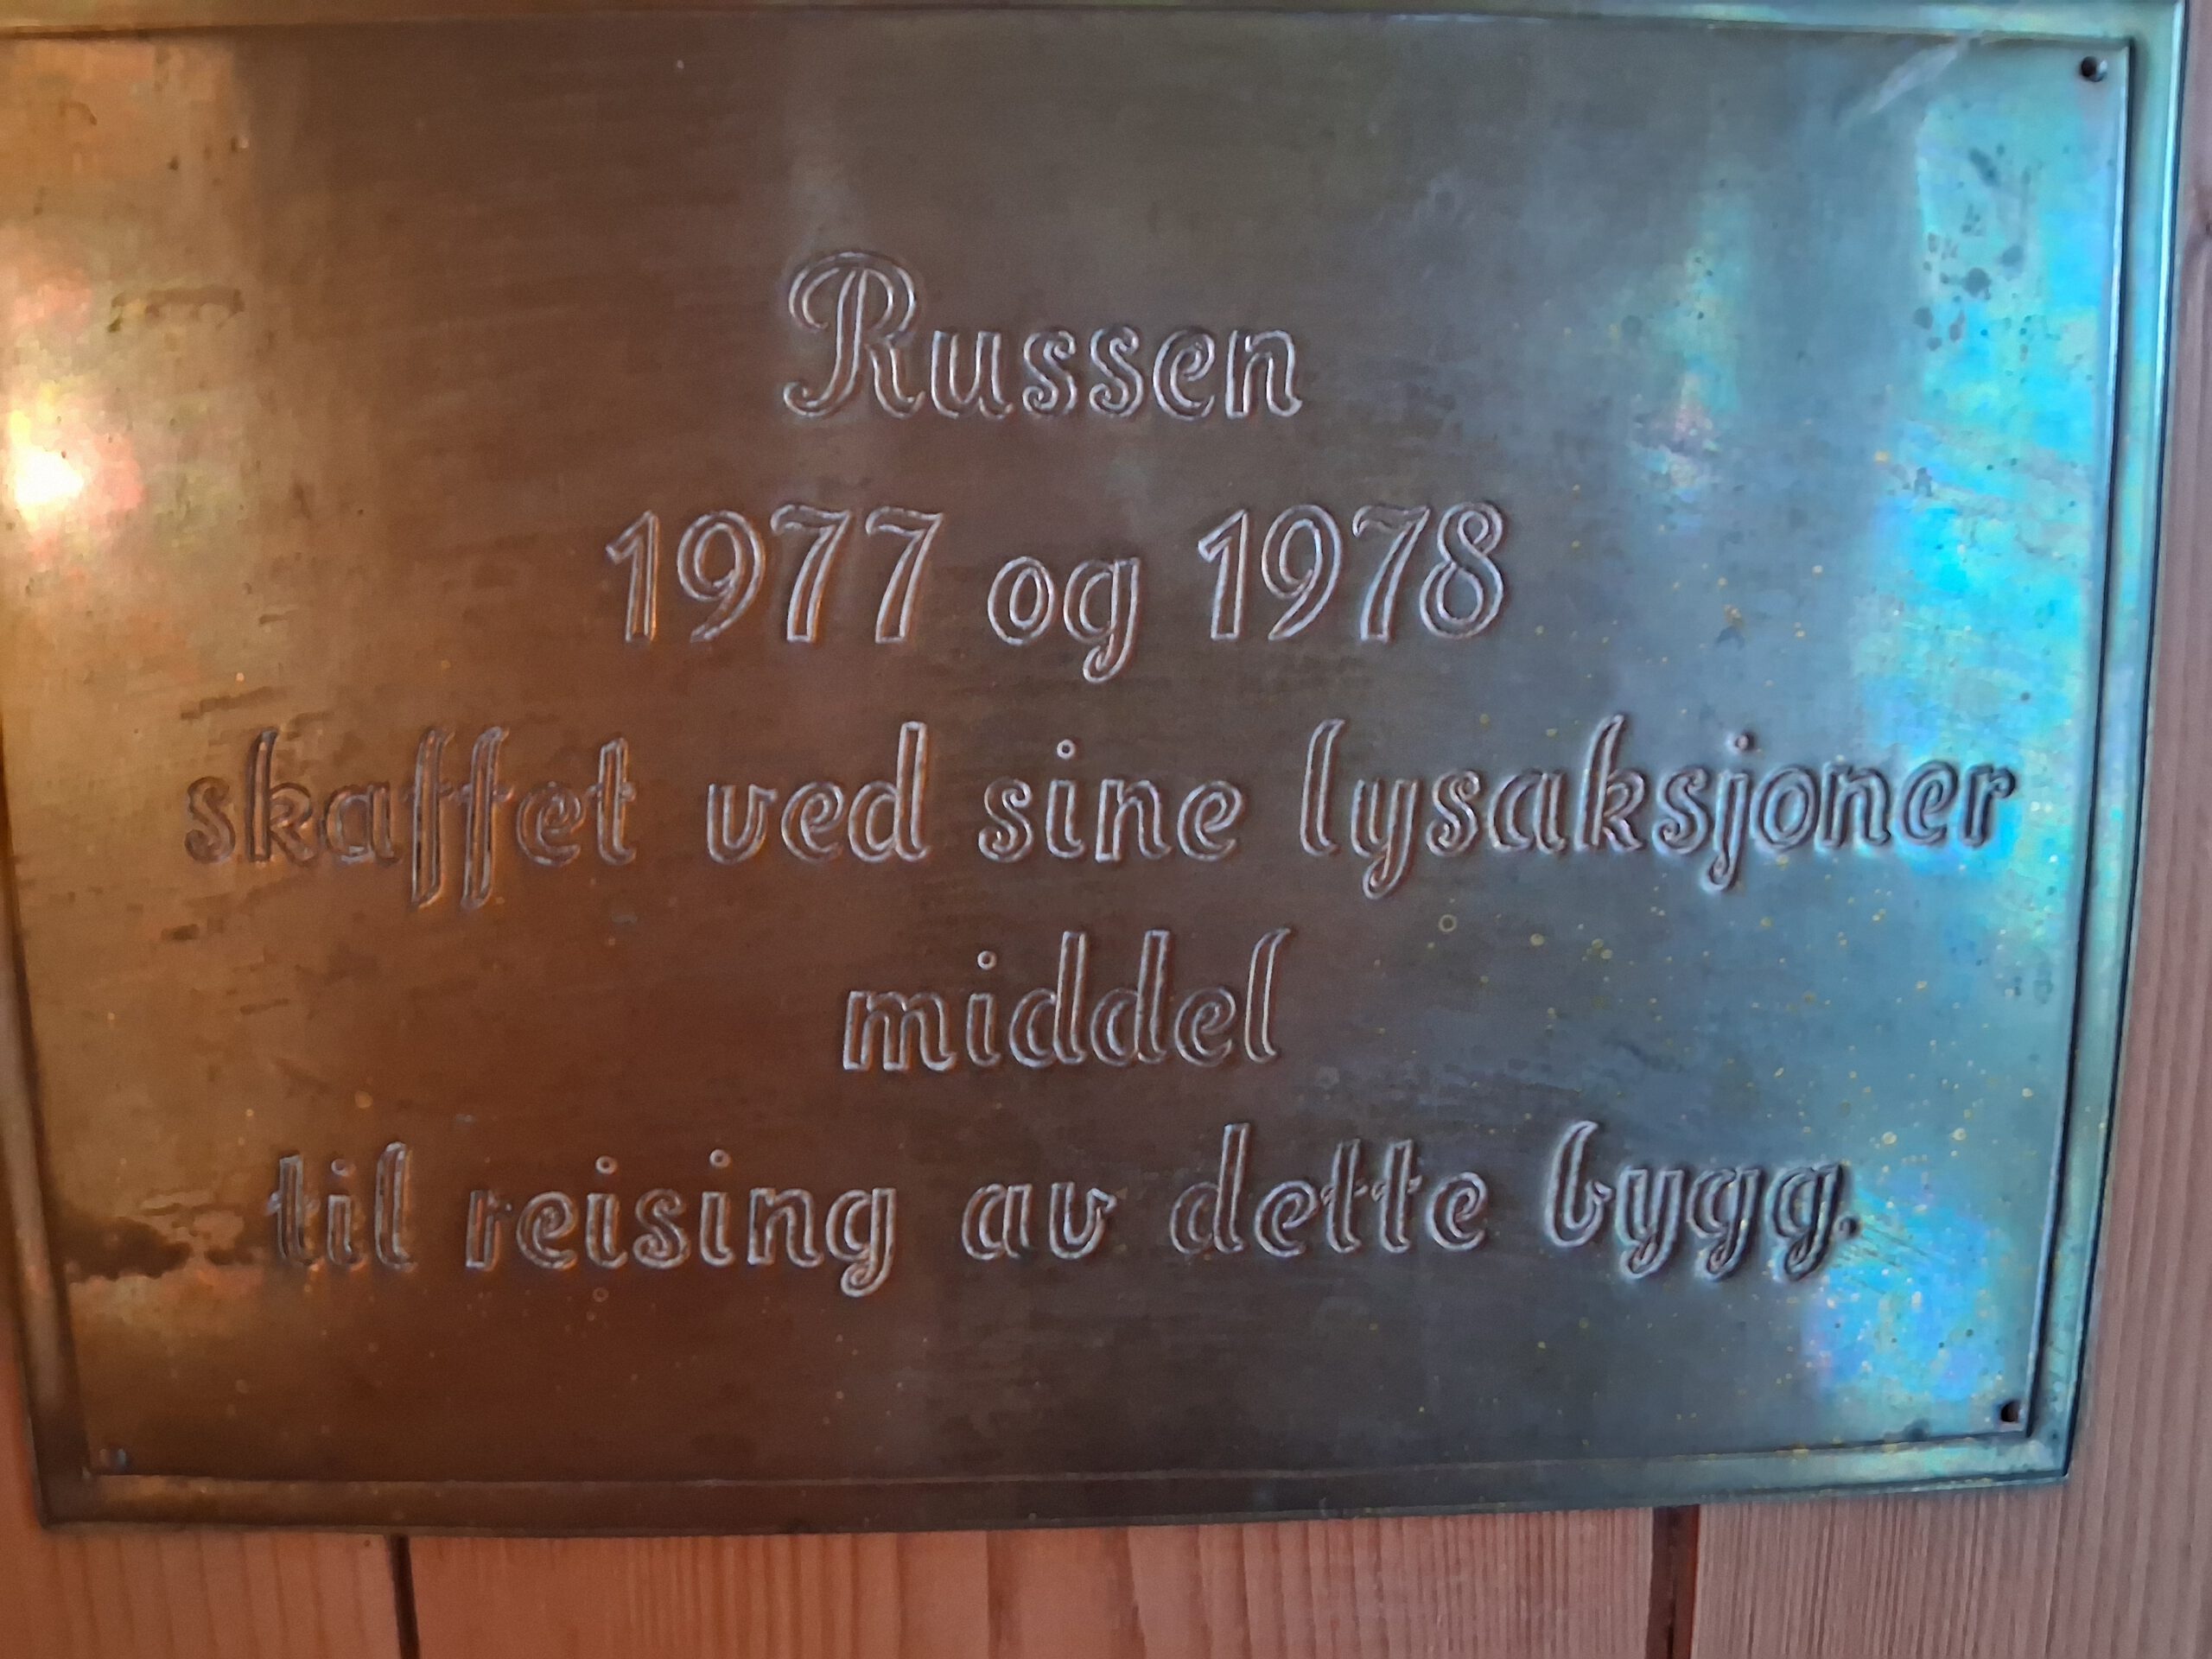 Russen
1977 og 1978
skaffet ved sine lysaksjoner
middel
til reising av dette bygg.